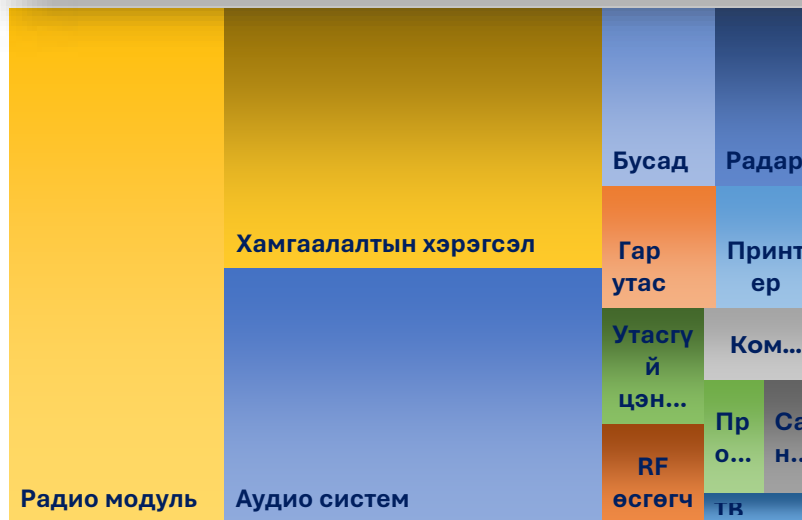 Бусад
Радар
Хамгаалалтын хэрэгсэл
Гар
утас
Принт
ер
Утасгү
й
цэн...
Ком...
Пр
о...
Са
н...
Радио модуль
Аудио систем
RF
өсгөгч
ТВ